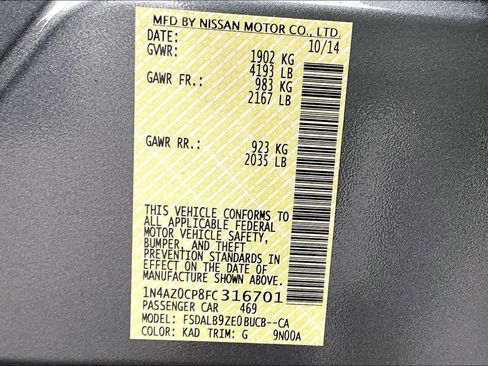 MFD BY NISSAN MOTOR CO., LTD.
DATE: 10/14
GVWR: 1902 KG
4193 LB
GAWR FR.: 983 KG
2167 LB
GAWR RR.: 923 KG
2035 LB
THIS VEHICLE CONFORMS TO
ALL APPLICABLE FEDERAL
MOTOR VEHICLE SAFETY,
BUMPER, AND THEFT
PREVENTION STANDARDS IN
EFFECT ON THE DATE OF
MANUFACTURE SHOWN ABOVE.
1N4AZ0CP8FC316701
PASSENGER CAR 469
MODEL: FSDALB9ZE0BUCB--CA
COLOR: KAD TRIM: G 9N00A